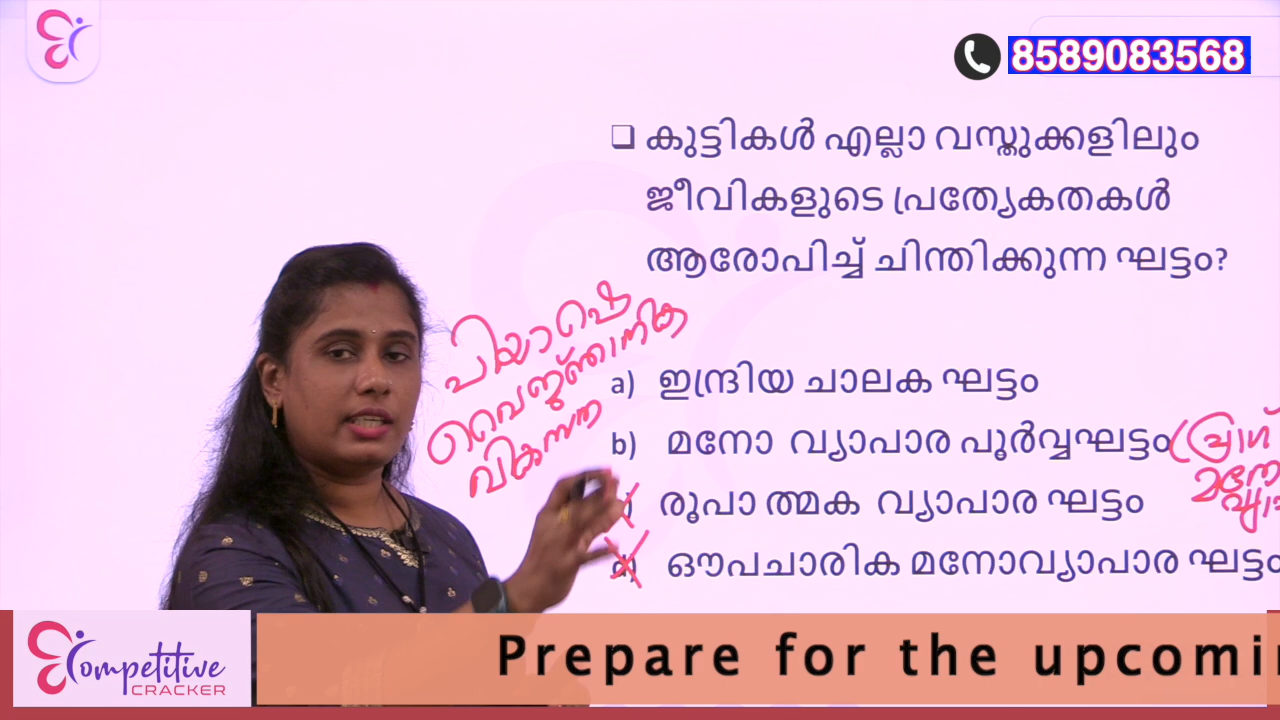 8589083568
❑ കുട്ടികൾ എല്ലാ വസ്തുക്കളിലും
ജീവികളുടെ പ്രത്യേകതകൾ
ആരോപിച്ച് ചിന്തിക്കുന്ന ഘട്ടം?
പിയാഷെ
വൈജ്ഞാനിക
വികസന
a) ഇന്ദ്രിയ ചാലക ഘട്ടം
b) മനോ വ്യാപാര പൂർവ്വഘട്ടം
(പ്രാഗ്
മനോ
രൂപാ ത്മക വ്യാപാര ഘട്ടം
d) ഔപചാരിക മനോവ്യാപാര ഘട്ടം
Competitive
CRACKER
Prepare for the upcomi